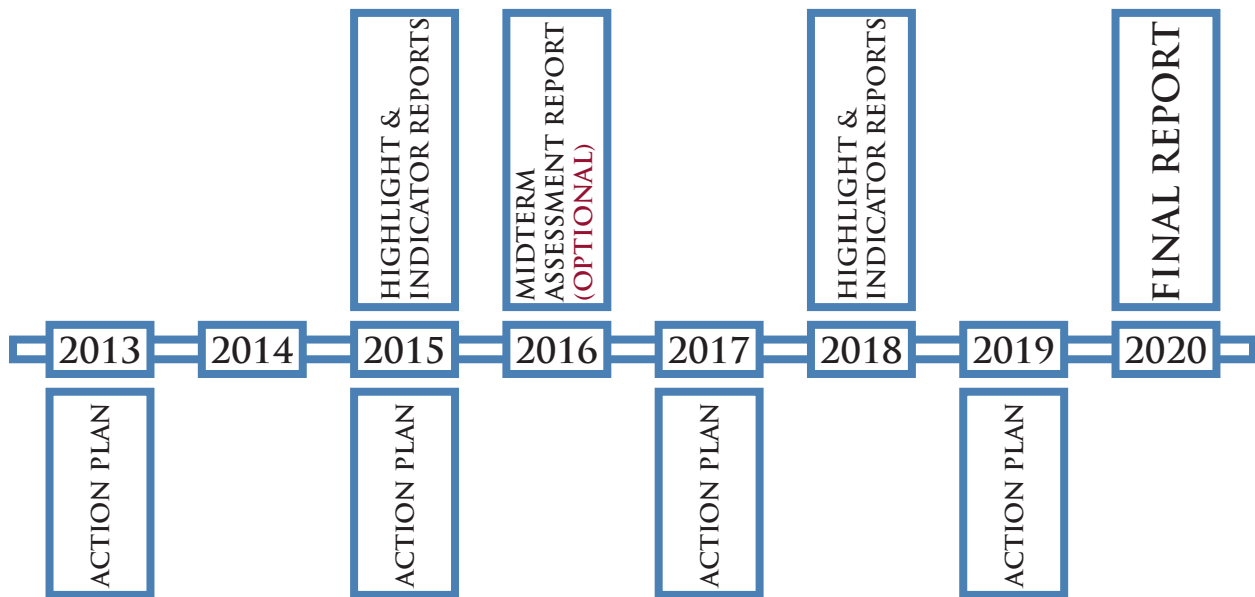 HIGHLIGHT &
INDICATOR REPORTS
MIDTERM
ASSESSMENT REPORT
(OPTIONAL)
HIGHLIGHT &
INDICATOR REPORTS
FINAL REPORT
2013
2014
2015
2016
2017
2018
2019
2020
ACTION PLAN
ACTION PLAN
ACTION PLAN
ACTION PLAN